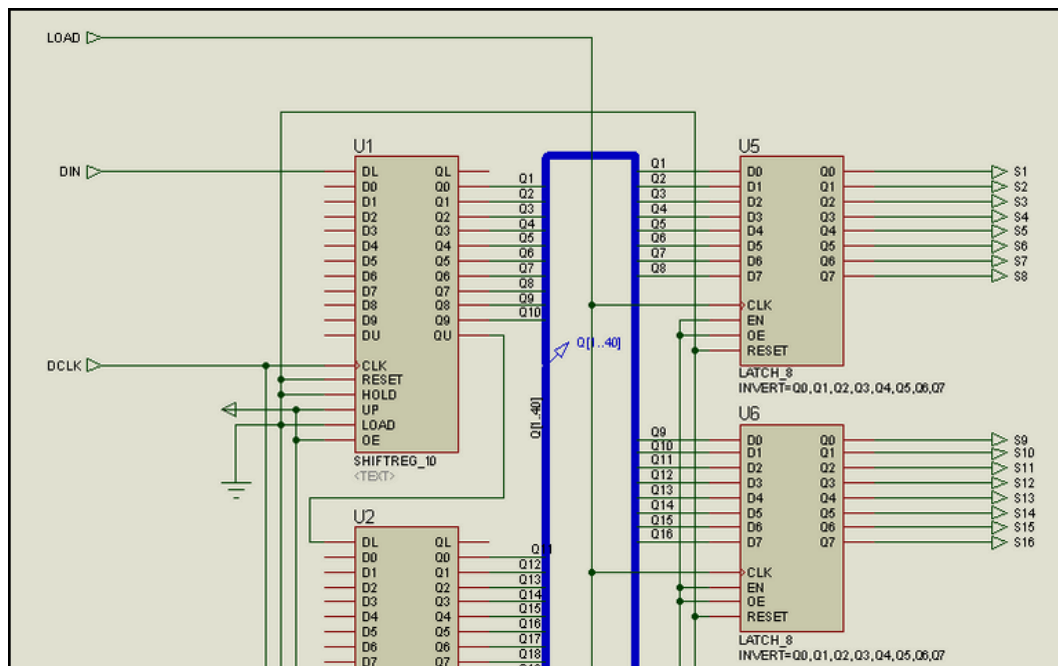 LOAD
DIN
DCLK
U1
DL QL
D0 Q0
D1 Q1
D2 Q2
D3 Q3
D4 Q4
D5 Q5
D6 Q6
D7 Q7
D8 Q8
D9 Q9
DU QU
CLK
RESET
HOLD
UP
LOAD
OE
SHIFTREG_10
<TEXT>
Q1
Q2
Q3
Q4
Q5
Q6
Q7
Q8
Q9
Q10
Q[1..40]
Q[1..40]
Q1
Q2
Q3
Q4
Q5
Q6
Q7
Q8
U5
D0 Q0
D1 Q1
D2 Q2
D3 Q3
D4 Q4
D5 Q5
D6 Q6
D7 Q7
CLK
EN
OE
RESET
LATCH_8
INVERT=Q0,Q1,Q2,Q3,Q4,Q5,Q6,Q7
S1
S2
S3
S4
S5
S6
S7
S8
U2
DL QL
D0 Q0
D1 Q1
D2 Q2
D3 Q3
D4 Q4
D5 Q5
D6 Q6
D7 Q7
Q12
Q13
Q14
Q15
Q16
Q17
Q18
Q9
Q10
Q11
Q12
Q13
Q14
Q15
Q16
U6
D0 Q0
D1 Q1
D2 Q2
D3 Q3
D4 Q4
D5 Q5
D6 Q6
D7 Q7
CLK
EN
OE
RESET
LATCH_8
INVERT=Q0,Q1,Q2,Q3,Q4,Q5,Q6,Q7
S9
S10
S11
S12
S13
S14
S15
S16